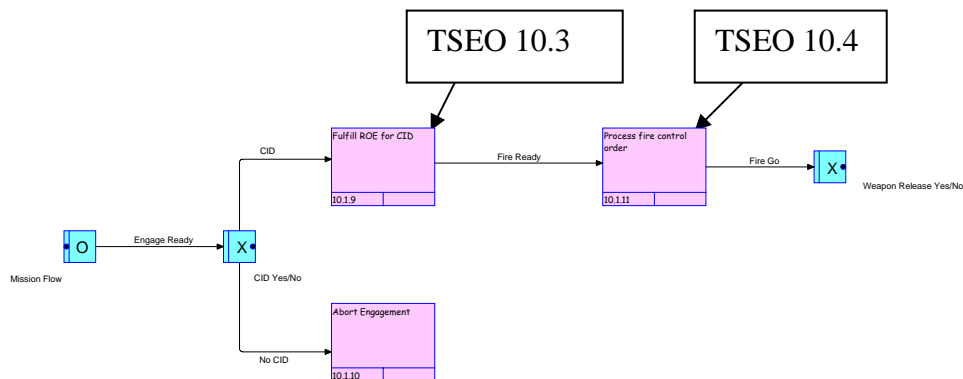 TSEO 10.3
TSEO 10.4
Fulfill ROE for CID
Process fire control
order
CID
Fire Ready
Fire Go
X
Weapon Release Yes/No
10.1.9
10.1.11
O
Engage Ready
X
Mission Flow
CID Yes/No
Abort Engagement
No CID
10.1.10